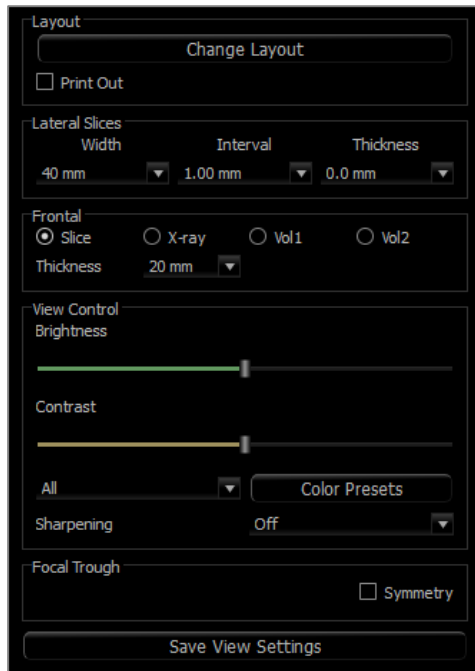 Layout
Change Layout
Print Out
Lateral Slices
Width Interval Thickness
40 mm 1.00 mm 0.0 mm
Frontal
Slice X-ray Vol1 Vol2
Thickness 20 mm
View Control
Brightness
Contrast
All Color Presets
Sharpening Off
Focal Trough
Symmetry
Save View Settings